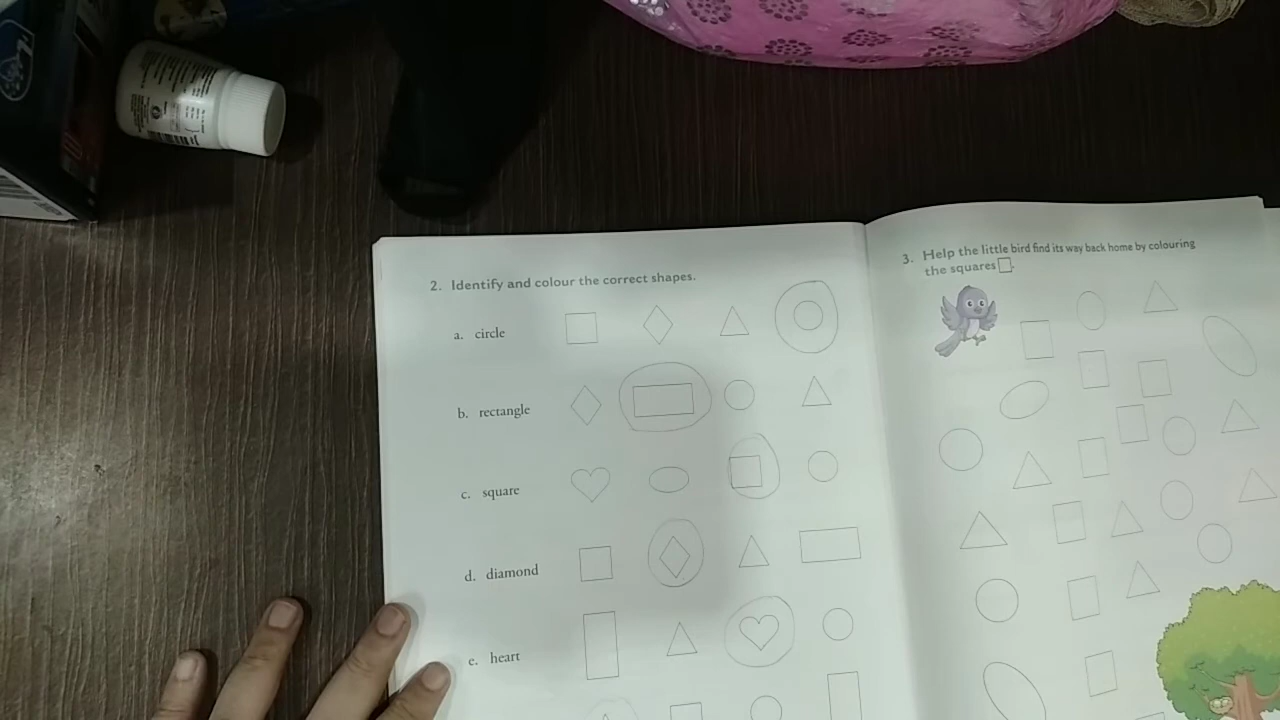 2. Identify and colour the correct shapes.
a. circle
b. rectangle
c. square
d. diamond
e. heart
3. Help the little bird find its way back home by colouring
the squares